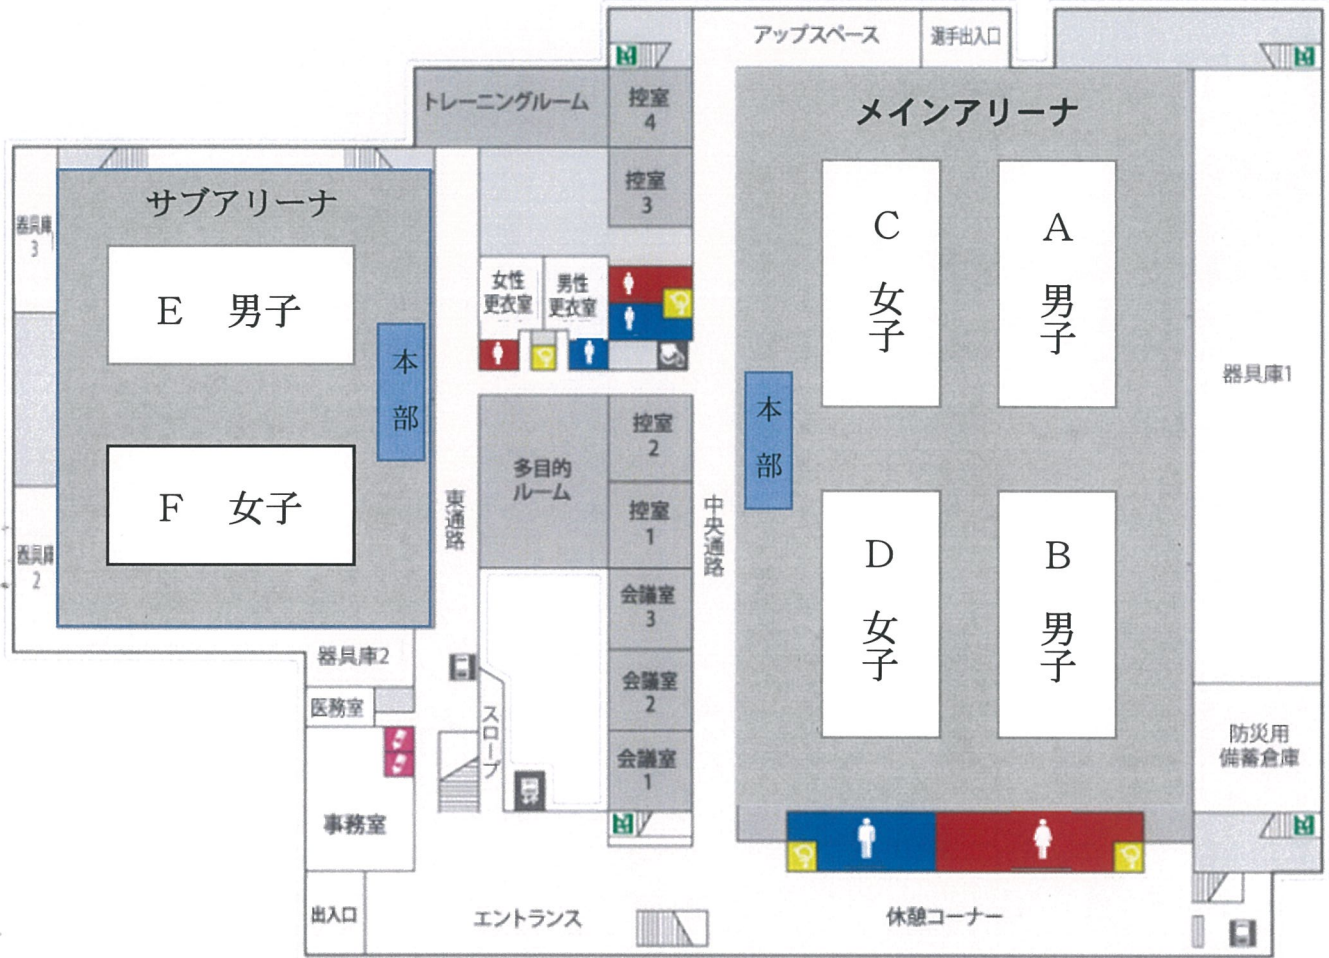 アップスペース
選手出入口
トレーニングルーム
控室
4
メインアリーナ
控室
3
サブアリーナ
器具庫
3
C
女子
A
男子
女性
更衣室
男性
更衣室
E 男子
本部
器具庫1
本部
控室
2
多目的
ルーム
控室
1
F 女子
東通路
中央通路
器具庫
2
D
女子
B
男子
会議室
3
器具庫2
会議室
2
医務室
スロープ
会議室
1
防災用
備蓄倉庫
事務室
出入口
エントランス
休憩コーナー